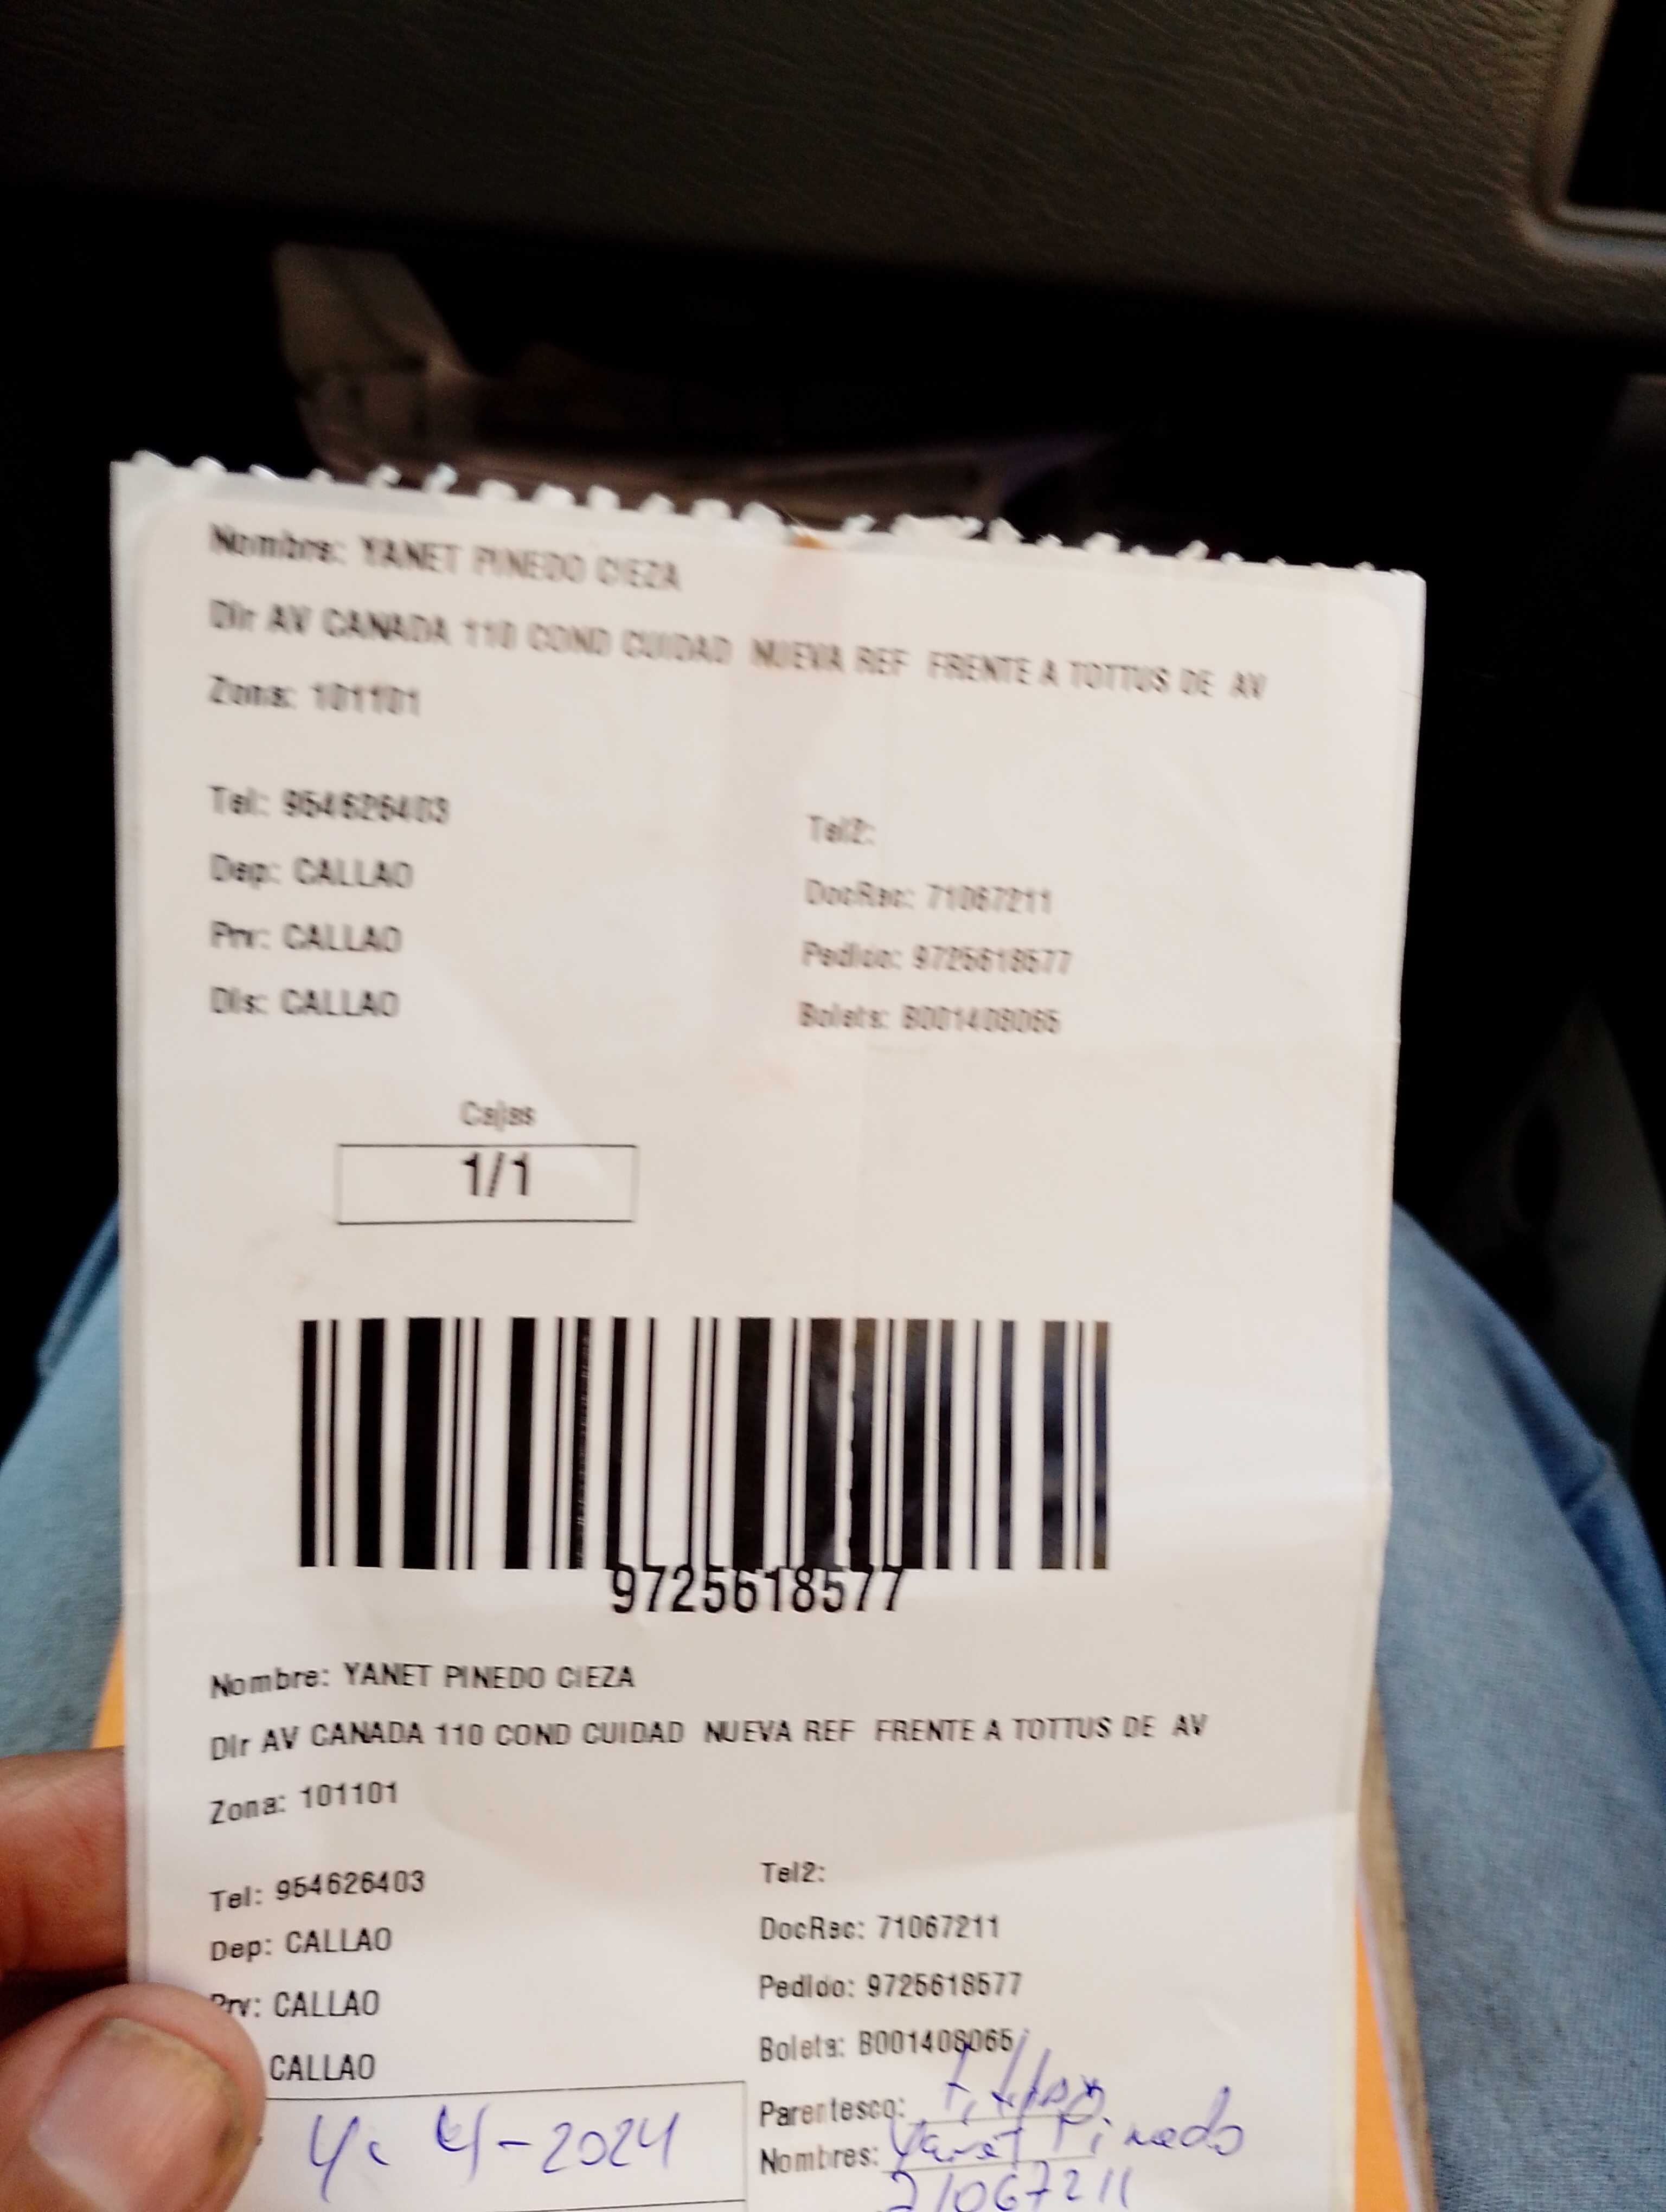 Nombre: YANET PINEDO CIEZA
Dir AV CANADA 110 COND CUIDAD NUEVA REF FRENTE A TOTTUS DE AV
Zona: 101101
Tel: 954626403
Tel2:
Dep: CALLAO
DocRec: 71067211
Prv: CALLAO
Pedido: 9725618577
Dis: CALLAO
Boleta: B001408065
Cajas
1/1
9725618577
Nombre: YANET PINEDO CIEZA
Dir AV CANADA 110 COND CUIDAD NUEVA REF FRENTE A TOTTUS DE AV
Zona: 101101
Tel: 954626403
Tel2:
Dep: CALLAO
DocRec: 71067211
Prv: CALLAO
Pedido: 9725618577
CALLAO
Boleta: B001408065
Parentesco:
4-4-2024
Nombres: Yanet Pinedo
71067211